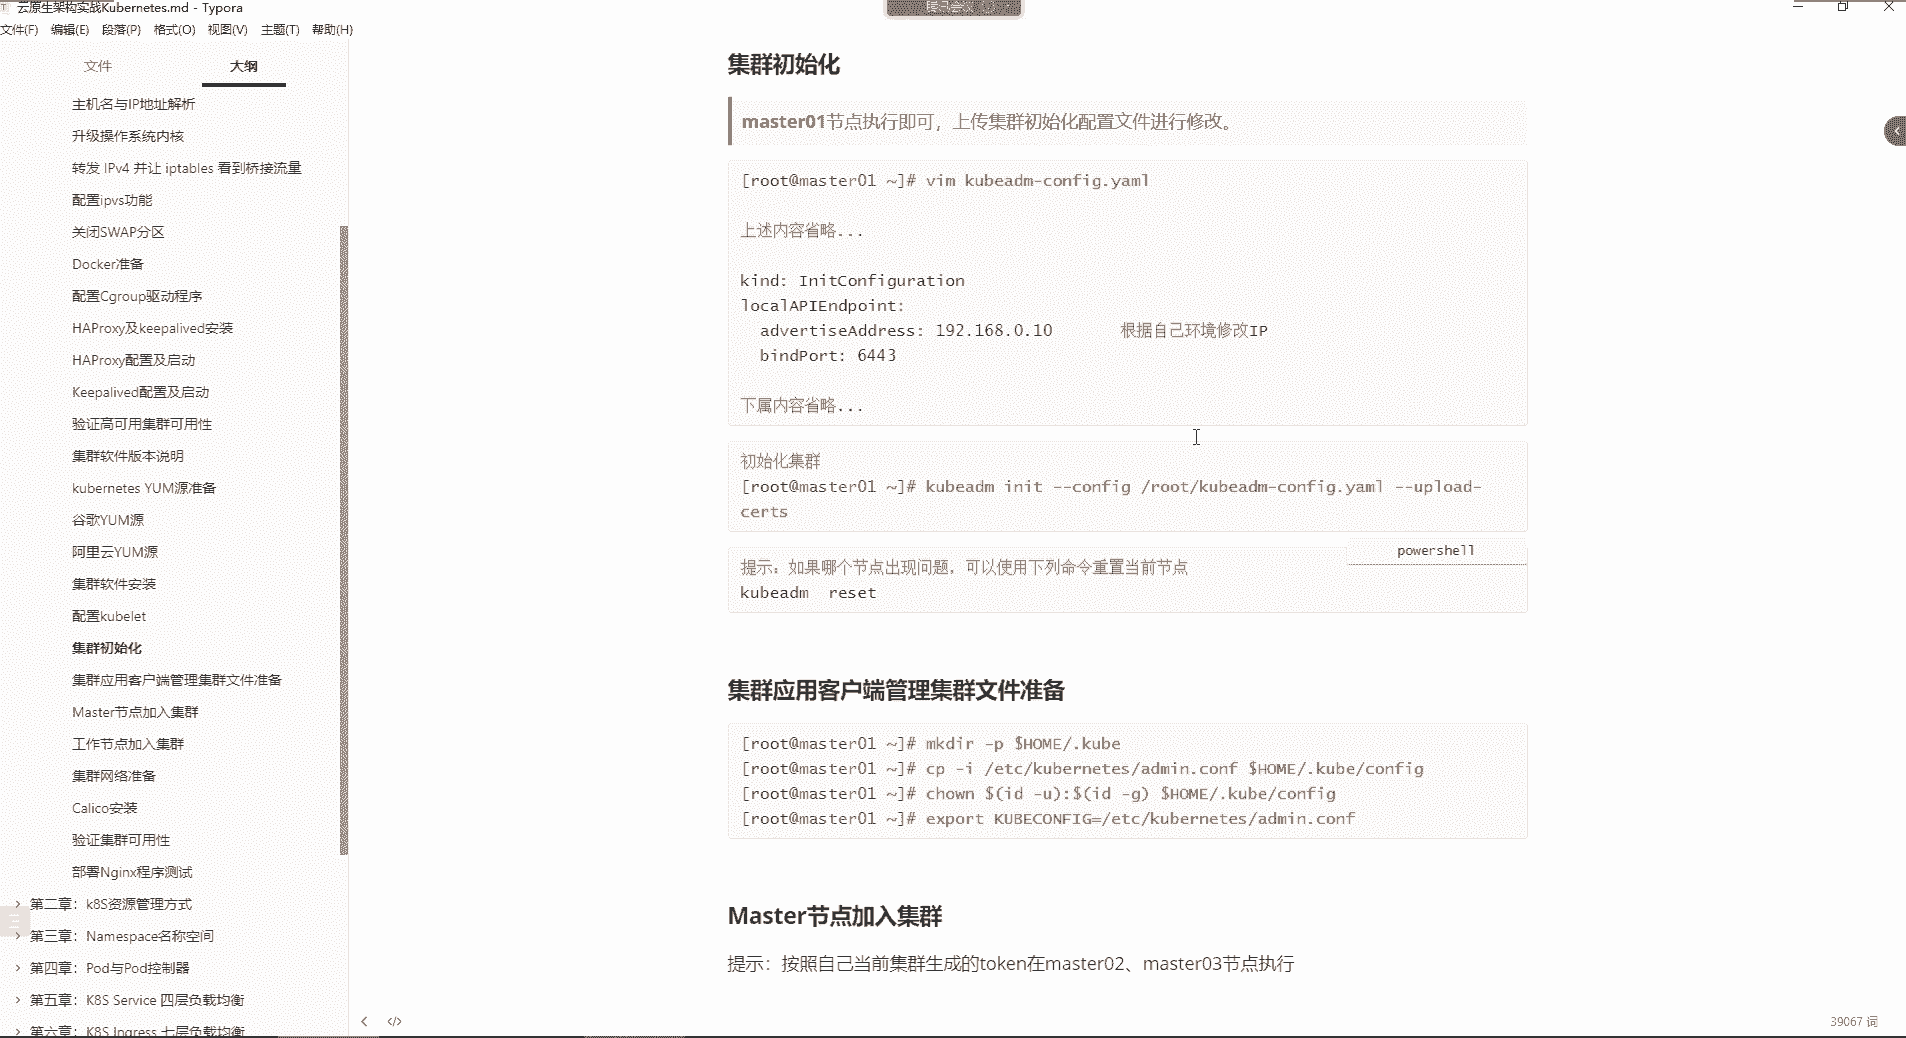 云原生架构实战Kubernetes.md - Typora
文件(F) 编辑(E) 段落(P) 格式(O) 视图(V) 主题(T) 帮助(H)
文件 大纲
主机名与IP地址解析
升级操作系统内核
转发 IPv4 并让 iptables 看到桥接流量
配置ipvs功能
关闭SWAP分区
Docker准备
配置Cgroup驱动程序
HAProxy及keepalived安装
HAProxy配置及启动
Keepalived配置及启动
验证高可用集群可用性
集群软件版本说明
kubernetes YUM源准备
谷歌YUM源
阿里云YUM源
集群软件安装
配置kubelet
集群初始化
集群应用客户端管理集群文件准备
Master节点加入集群
工作节点加入集群
集群网络准备
Calico安装
验证集群可用性
部署Nginx程序测试
第二章：k8S资源管理方式
第三章：Namespace名称空间
第四章：Pod与Pod控制器
第五章：K8S Service 四层负载均衡
第六章：K8S Ingress 七层负载均衡
腾讯会议
集群初始化
master01节点执行即可，上传集群初始化配置文件进行修改。
[root@master01 ~]# vim kubeadm-config.yaml
上述内容省略...
kind: InitConfiguration
localAPIEndpoint:
advertiseAddress: 192.168.0.10 根据自己环境修改IP
bindPort: 6443
下属内容省略...
初始化集群
[root@master01 ~]# kubeadm init --config /root/kubeadm-config.yaml --upload-
certs
powershell
提示：如果哪个节点出现问题，可以使用下列命令重置当前节点
kubeadm  reset
集群应用客户端管理集群文件准备
[root@master01 ~]# mkdir -p $HOME/.kube
[root@master01 ~]# cp -i /etc/kubernetes/admin.conf $HOME/.kube/config
[root@master01 ~]# chown $(id -u):$(id -g) $HOME/.kube/config
[root@master01 ~]# export KUBECONFIG=/etc/kubernetes/admin.conf
Master节点加入集群
提示：按照自己当前集群生成的token在master02、master03节点执行
39067 词